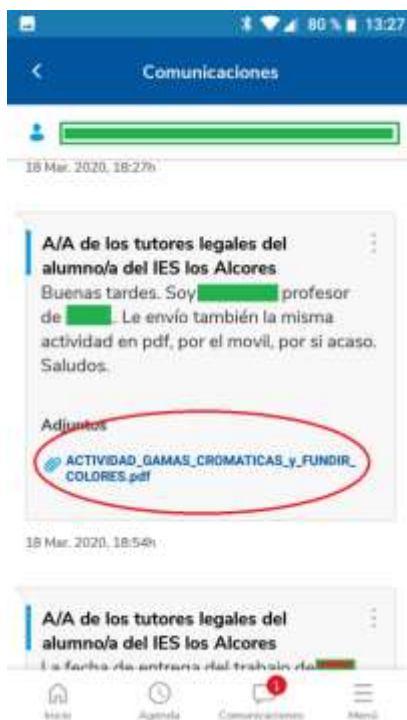 80 % 13:27
Comunicaciones
18 Mar. 2020, 18:27h
A/A de los tutores legales del
alumno/a del IES los Alcores
Buenas tardes. Soy profesor
de . Le envío también la misma
actividad en pdf, por el movil, por si acaso.
Saludos.
Adjuntos
ACTIVIDAD_GAMAS_CROMATICAS_y_FUNDIR_
COLORES.pdf
18 Mar. 2020, 18:54h
A/A de los tutores legales del
alumno/a del IES los Alcores
La fecha de entrega del trabajo de
1
Inicio Agenda Comunicaciones Menú